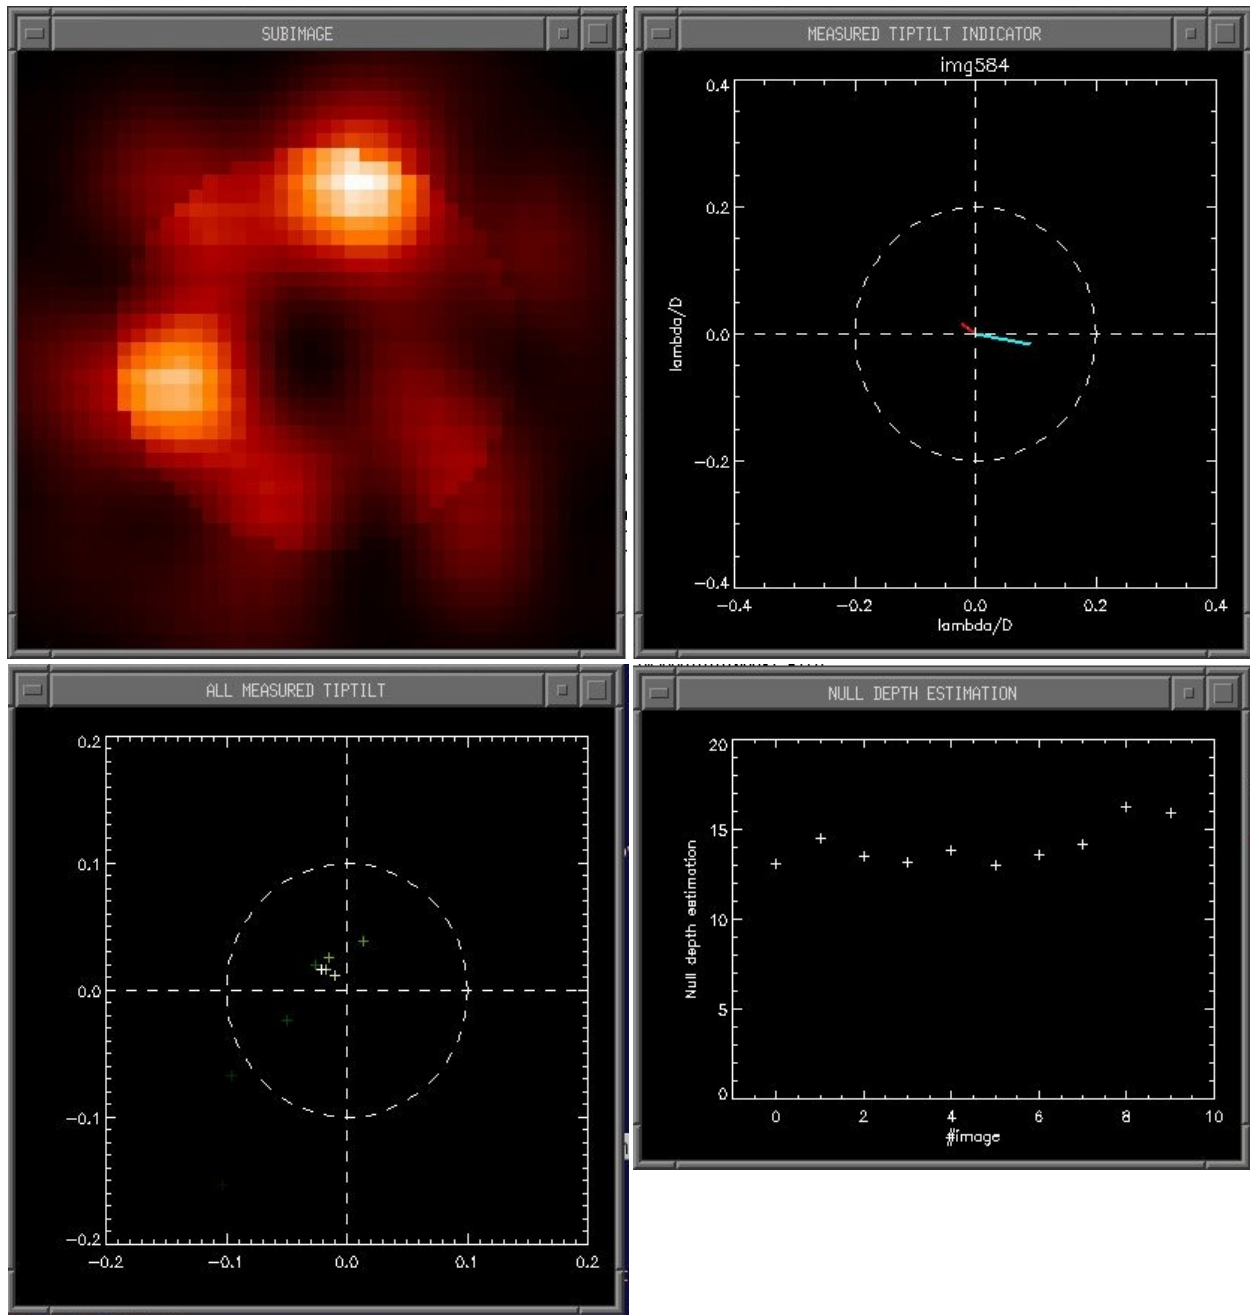 SUBIMAGE
MEASURED TIPTILT INDICATOR
img584
0.4
0.2
0.0
−0.2
−0.4
lambda/D
−0.4 −0.2 0.0 0.2 0.4
lambda/D
ALL MEASURED TIPTILT
0.2
0.1
0.0
−0.1
−0.2
−0.2 −0.1 0.0 0.1 0.2
NULL DEPTH ESTIMATION
20
15
10
5
0
Null depth estimation
0 2 4 6 8 10
#image